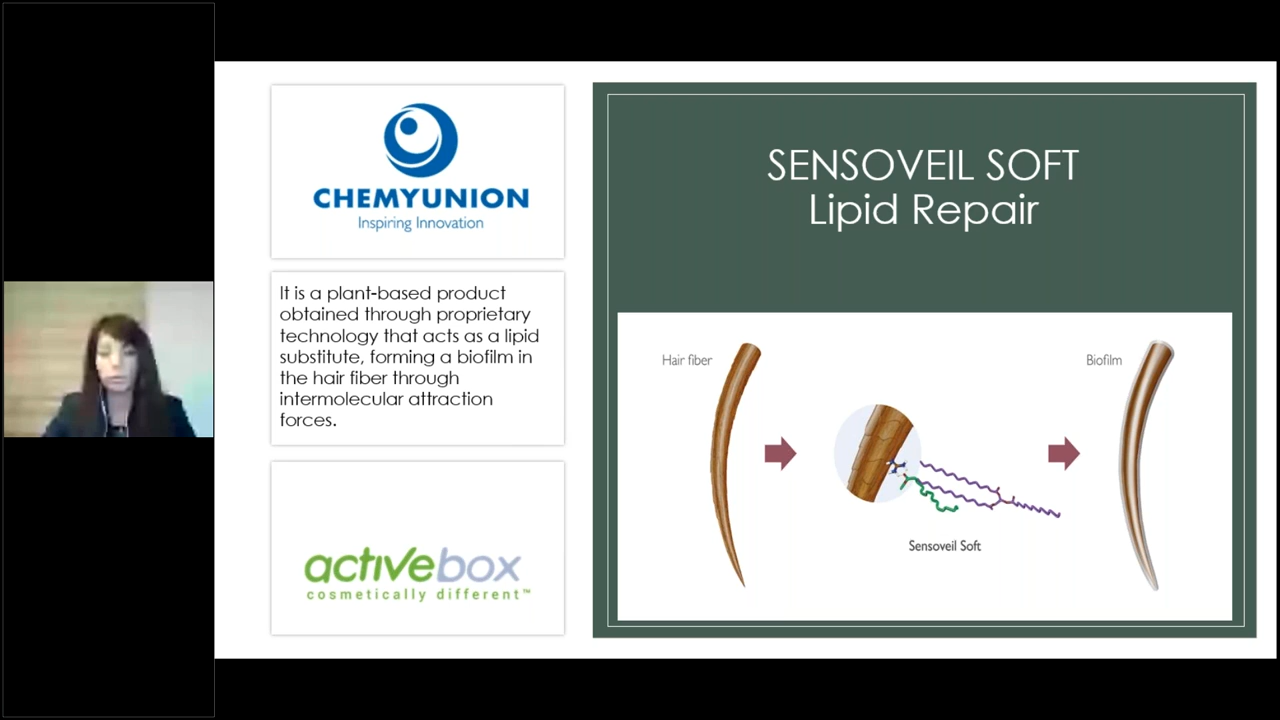 CHEMYUNION
Inspiring Innovation
It is a plant-based product
obtained through proprietary
technology that acts as a lipid
substitute, forming a biofilm in
the hair fiber through
intermolecular attraction
forces.
activebox
cosmetically different™
SENSOVEIL SOFT
Lipid Repair
Hair fiber
Biofilm
Sensoveil Soft